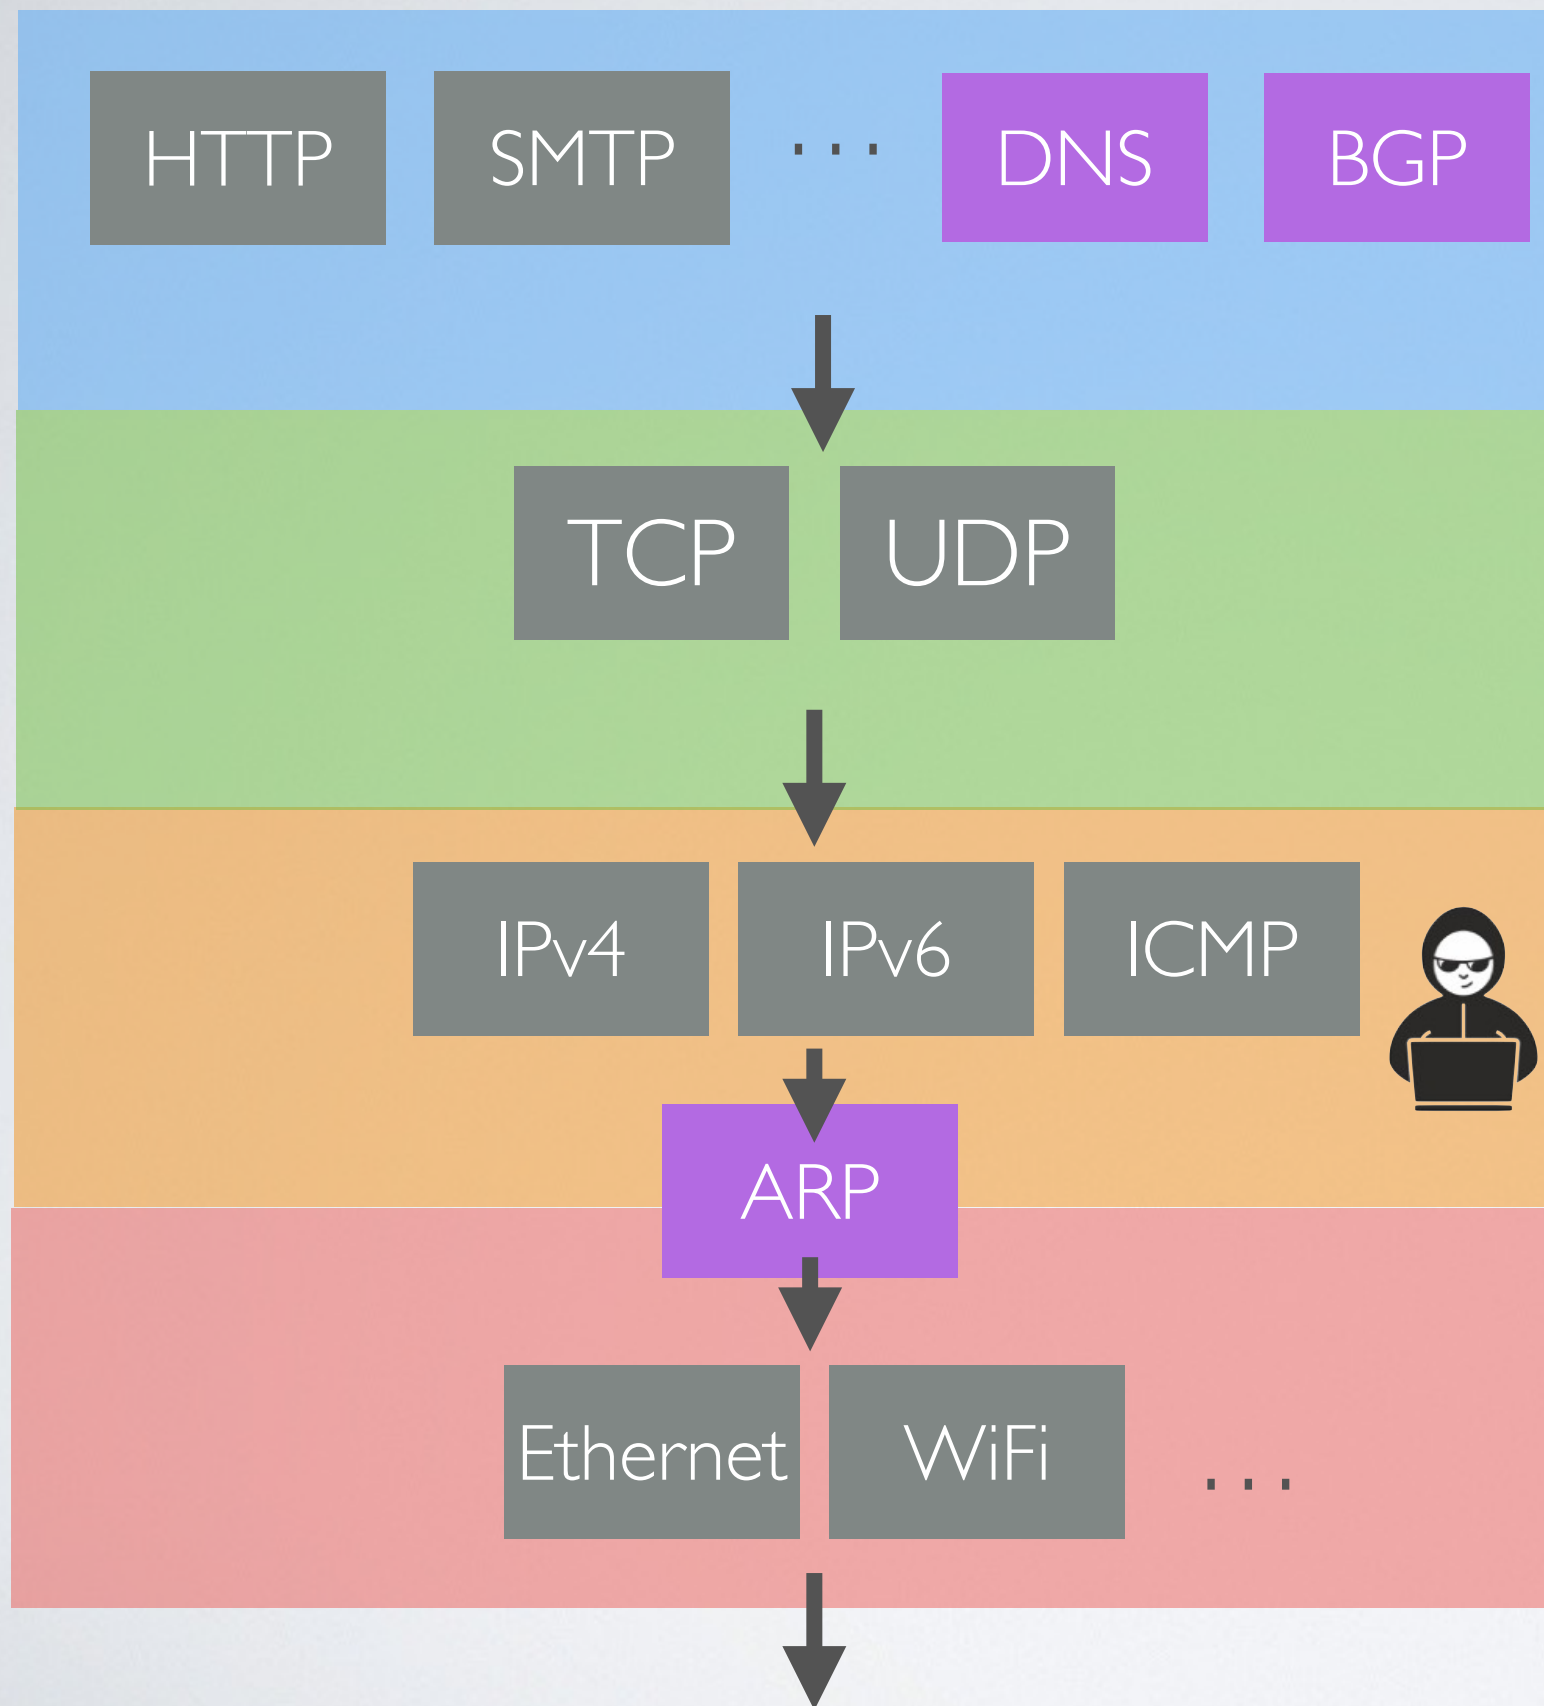 HTTP SMTP ... DNS BGP
TCP UDP
IPv4 IPv6 ICMP
ARP
Ethernet WiFi ...